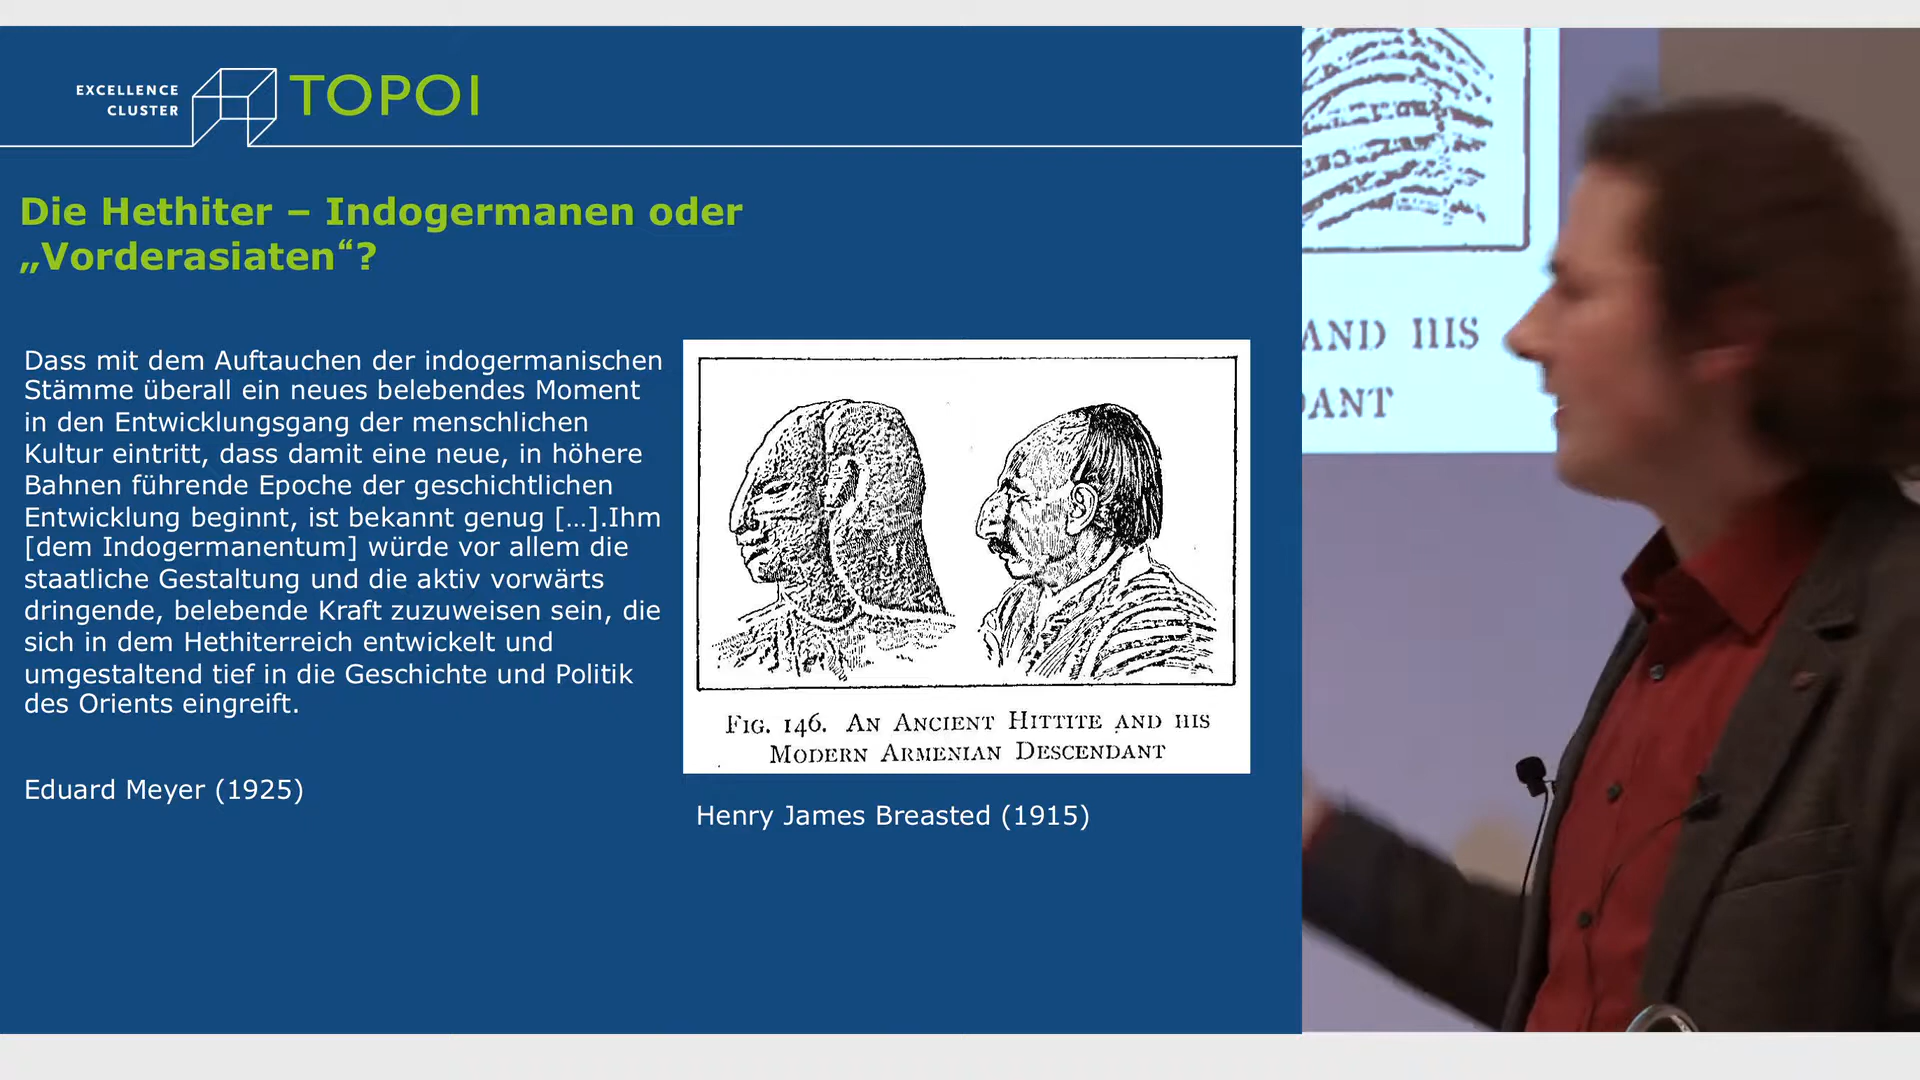 EXCELLENCE
CLUSTER
TOPOI
Die Hethiter – Indogermanen oder
„Vorderasiaten“?
Dass mit dem Auftauchen der indogermanischen
Stämme überall ein neues belebendes Moment
in den Entwicklungsgang der menschlichen
Kultur eintritt, dass damit eine neue, in höhere
Bahnen führende Epoche der geschichtlichen
Entwicklung beginnt, ist bekannt genug […].Ihm
[dem Indogermanentum] würde vor allem die
staatliche Gestaltung und die aktiv vorwärts
dringende, belebende Kraft zuzuweisen sein, die
sich in dem Hethiterreich entwickelt und
umgestaltend tief in die Geschichte und Politik
des Orients eingreift.
Eduard Meyer (1925)
Fig. 146. An Ancient Hittite and his
Modern Armenian Descendant
Henry James Breasted (1915)
AND HIS
DANT